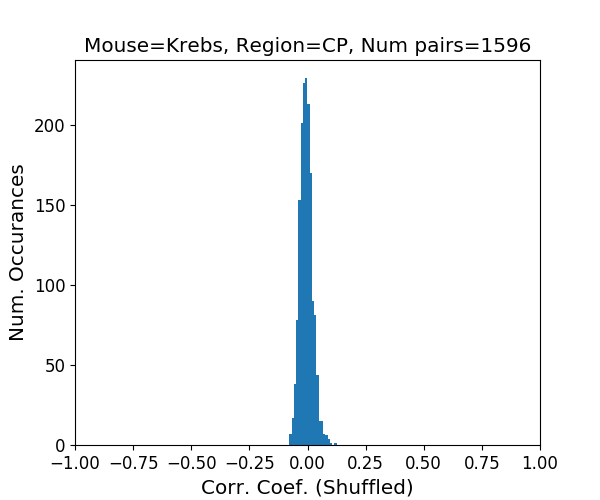 Mouse=Krebs, Region=CP, Num pairs=1596
Num. Occurances
200
150
100
50
0
−1.00 −0.75 −0.50 −0.25 0.00 0.25 0.50 0.75 1.00
Corr. Coef. (Shuffled)